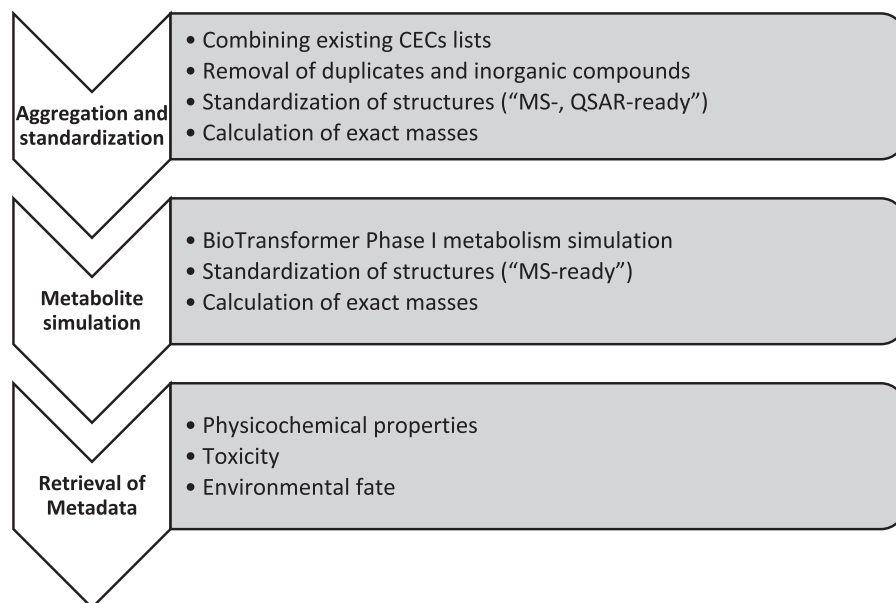 Aggregation and
standardization
• Combining existing CECs lists
• Removal of duplicates and inorganic compounds
• Standardization of structures (“MS-, QSAR-ready”)
• Calculation of exact masses
Metabolite
simulation
• BioTransformer Phase I metabolism simulation
• Standardization of structures (“MS-ready”)
• Calculation of exact masses
Retrieval of
Metadata
• Physicochemical properties
• Toxicity
• Environmental fate